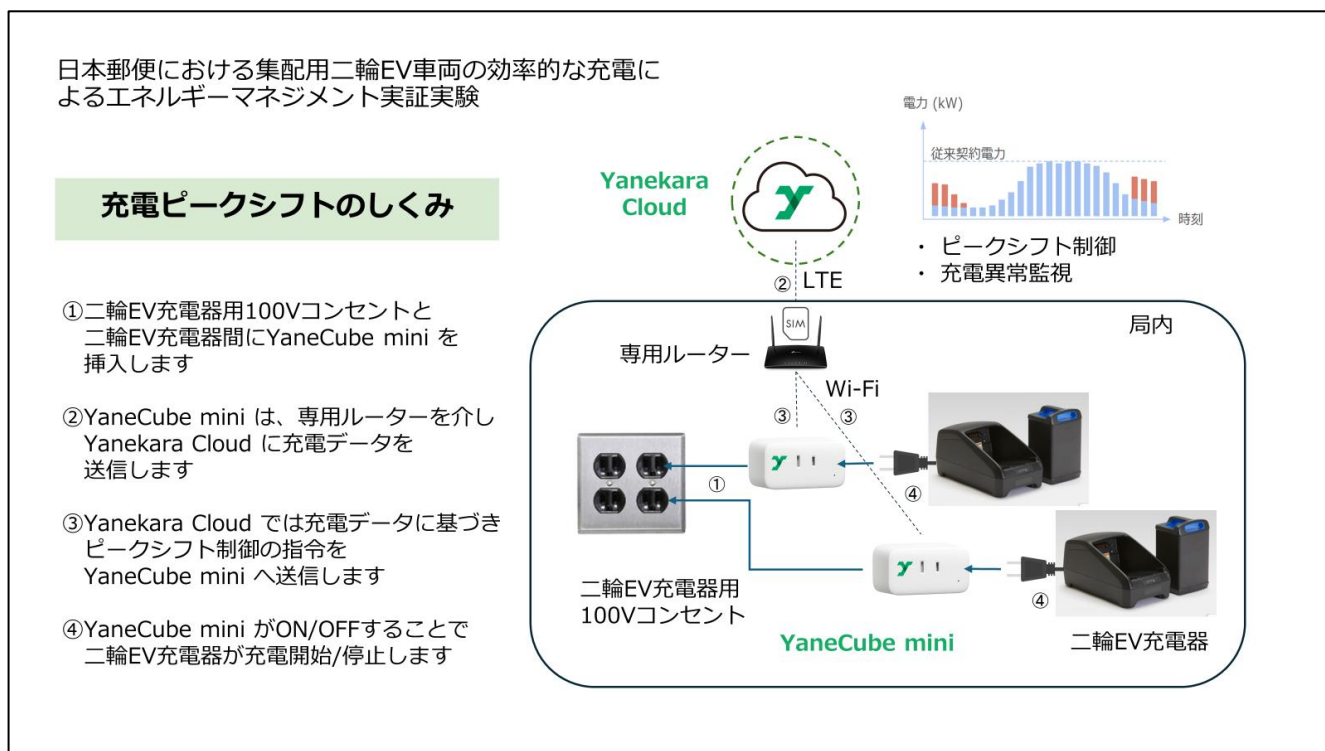 日本郵便における集配用二輪EV車両の効率的な充電に
よるエネルギーマネジメント実証実験
充電ピークシフトのしくみ
①二輪EV充電器用100Vコンセントと
二輪EV充電器間にYaneCube mini を
挿入します
②YaneCube mini は、専用ルーターを介し
Yanekara Cloud に充電データを
送信します
③Yanekara Cloud では充電データに基づき
ピークシフト制御の指令を
YaneCube mini へ送信します
④YaneCube mini がON/OFFすることで
二輪EV充電器が充電開始/停止します
Yanekara
Cloud
電力 (kW)
従来契約電力
時刻
・ ピークシフト制御
・ 充電異常監視
② LTE
局内
SIM
専用ルーター
Wi-Fi
③
③
①
④
④
二輪EV充電器用
100Vコンセント
YaneCube mini
二輪EV充電器